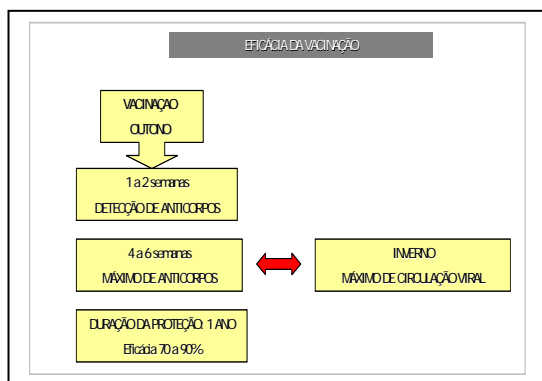 EFICÁCIA DA VACINAÇÃO
VACINAÇAO
OUTONO
1 a 2 semanas
DETECÇÃO DE ANTICORPOS
4 a 6 semanas
MÁXIMO DE ANTICORPOS
INVERNO
MÁXIMO DE CIRCULAÇÃO VIRAL
DURAÇÃO DA PROTEÇÃO: 1 ANO
Eficácia 70 a 90%